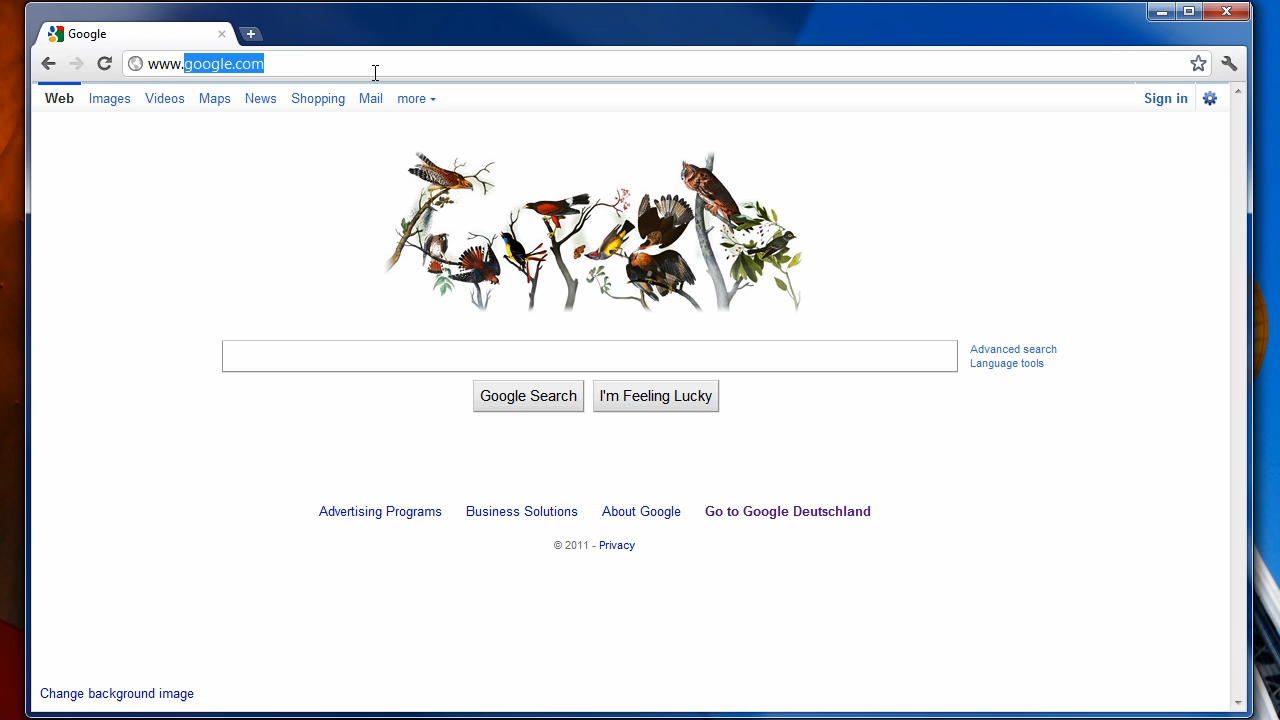 Google
www.google.com
Web Images Videos Maps News Shopping Mail more Sign in
Advanced search
Language tools
Google Search I'm Feeling Lucky
Advertising Programs Business Solutions About Google Go to Google Deutschland
© 2011 - Privacy
Change background image